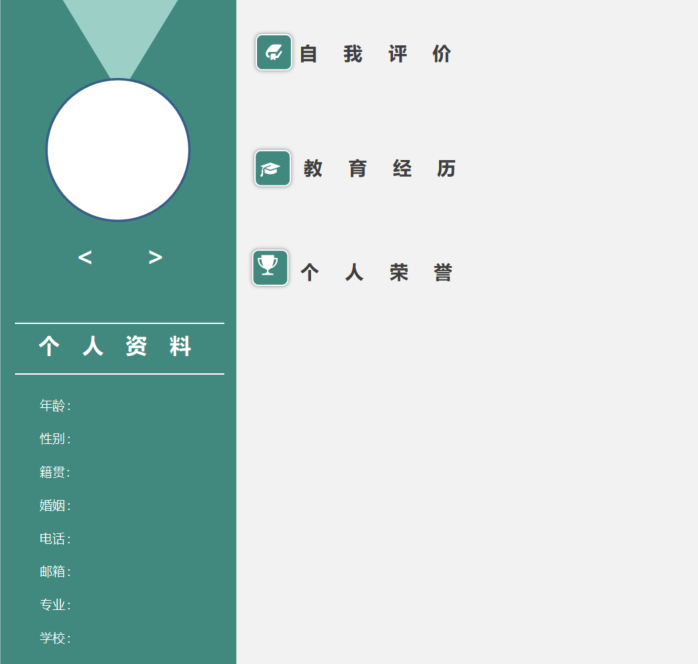 <    >
个 人 资 料
年龄：
性别：
籍贯：
婚姻：
电话：
邮箱：
专业：
学校：
自 我 评 价
教 育 经 历
个 人 荣 誉